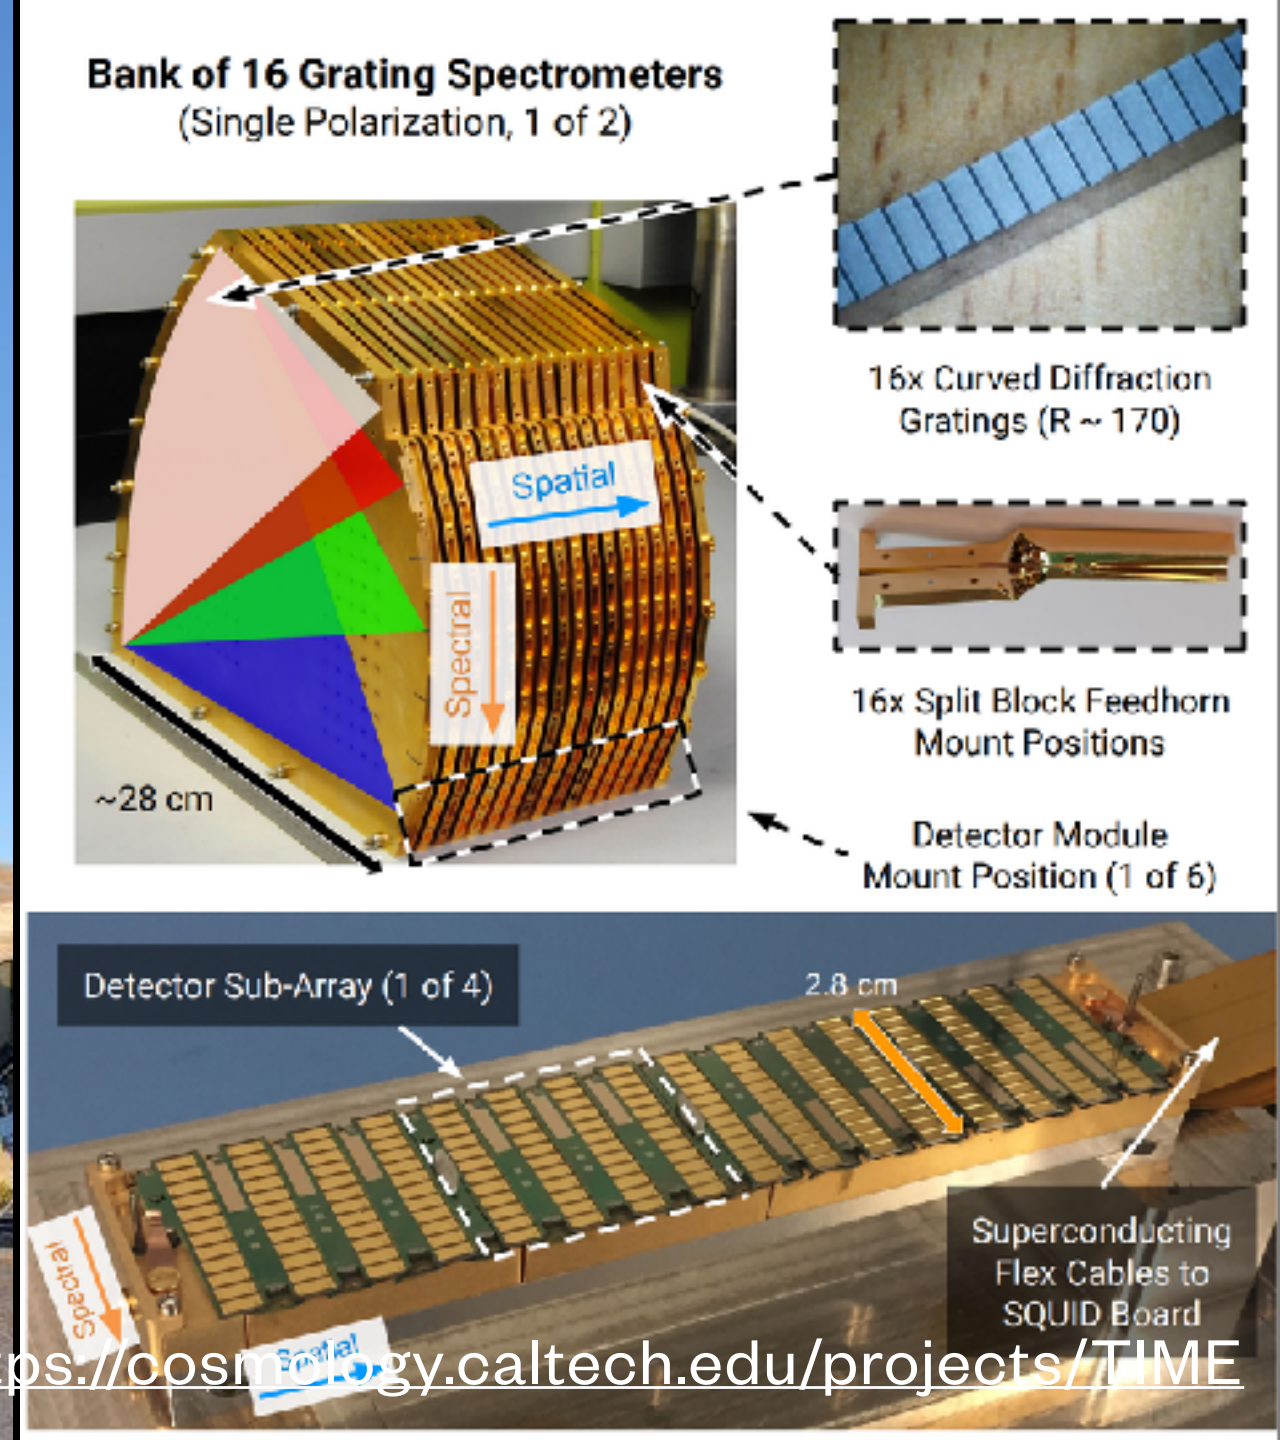 Bank of 16 Grating Spectrometers
(Single Polarization, 1 of 2)
16x Curved Diffraction
Gratings (R ~ 170)
Spatial
Spectral
16x Split Block Feedhorn
Mount Positions
~28 cm
Detector Module
Mount Position (1 of 6)
Detector Sub-Array (1 of 4)
2.8 cm
Superconducting
Flex Cables to
SQUID Board
Spectral
Spatial
ps://cosmology.caltech.edu/projects/TIME